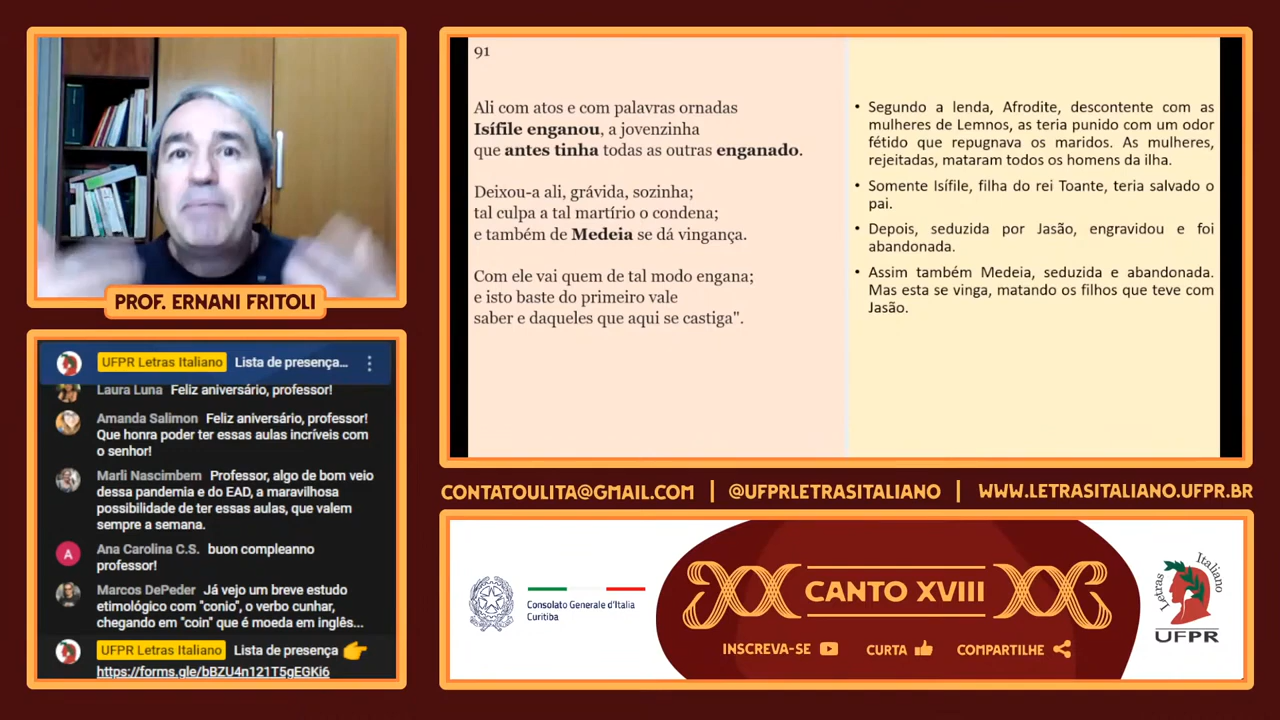 PROF. ERNANI FRITOLI
UFPR Letras Italiano Lista de presença...
Laura Luna Feliz aniversário, professor!
Amanda Salimon Feliz aniversário, professor!
Que honra poder ter essas aulas incríveis com
o senhor!
Marli Nascimbem Professor, algo de bom veio
dessa pandemia e do EAD, a maravilhosa
possibilidade de ter essas aulas, que valem
sempre a semana.
A
Ana Carolina C.S. buon compleanno
professor!
Marcos DePeder Já vejo um breve estudo
etimológico com "conio", o verbo cunhar,
chegando em "coin" que é moeda em inglês...
UFPR Letras Italiano Lista de presença 👉
https://forms.gle/bBZU4n121T5gEGKi6
91
Ali com atos e com palavras ornadas
Isífile enganou, a jovenzinha
que antes tinha todas as outras enganado.
Deixou-a ali, grávida, sozinha;
tal culpa a tal martírio o condena;
e também de Medeia se dá vingança.
Com ele vai quem de tal modo engana;
e isto baste do primeiro vale
saber e daqueles que aqui se castiga".
• Segundo a lenda, Afrodite, descontente com as
mulheres de Lemnos, as teria punido com um odor
fétido que repugnava os maridos. As mulheres,
rejeitadas, mataram todos os homens da ilha.
• Somente Isífile, filha do rei Toante, teria salvado o
pai.
• Depois, seduzida por Jasão, engravidou e foi
abandonada.
• Assim também Medeia, seduzida e abandonada.
Mas esta se vinga, matando os filhos que teve com
Jasão.
CONTATOULITA@GMAIL.COM | @UFPRLETRASITALIANO | WWW.LETRASITALIANO.UFPR.BR
Consolato Generale d'Italia
Curitiba
CANTO XVIII
INSCREVA-SE CURTA COMPARTILHE
Letras Italiano
UFPR